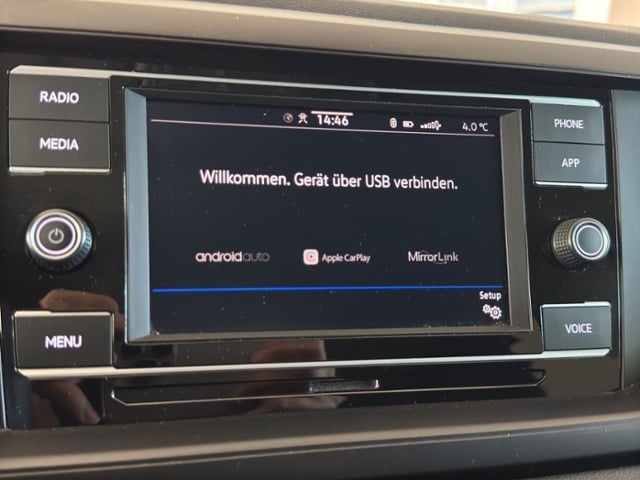 RADIO
MEDIA
MENU
14:46
4.0 °C
Willkommen. Gerät über USB verbinden.
androidauto
Apple CarPlay
MirrorLink
Setup
PHONE
APP
VOICE